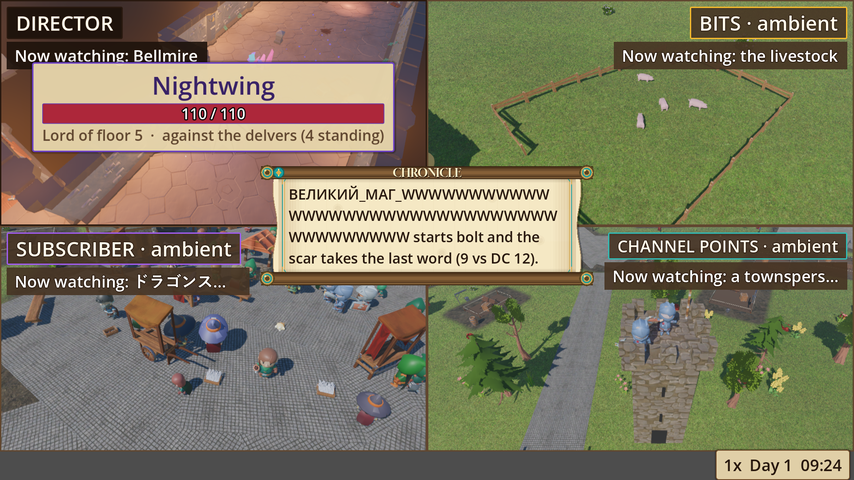 DIRECTOR
Now watching: Bellmire
Nightwing
110 / 110
Lord of floor 5 · against the delvers (4 standing)
BITS · ambient
Now watching: the livestock
CHRONICLE
ВЕЛИКИЙ_МАГ_WWWWWWWWWWW
WWWWWWWWWWWWWWWWWWWW
WWWWWWWWW starts bolt and the
scar takes the last word (9 vs DC 12).
SUBSCRIBER · ambient
Now watching: ドラゴンス...
CHANNEL POINTS · ambient
Now watching: a townspers...
1x Day 1 09:24